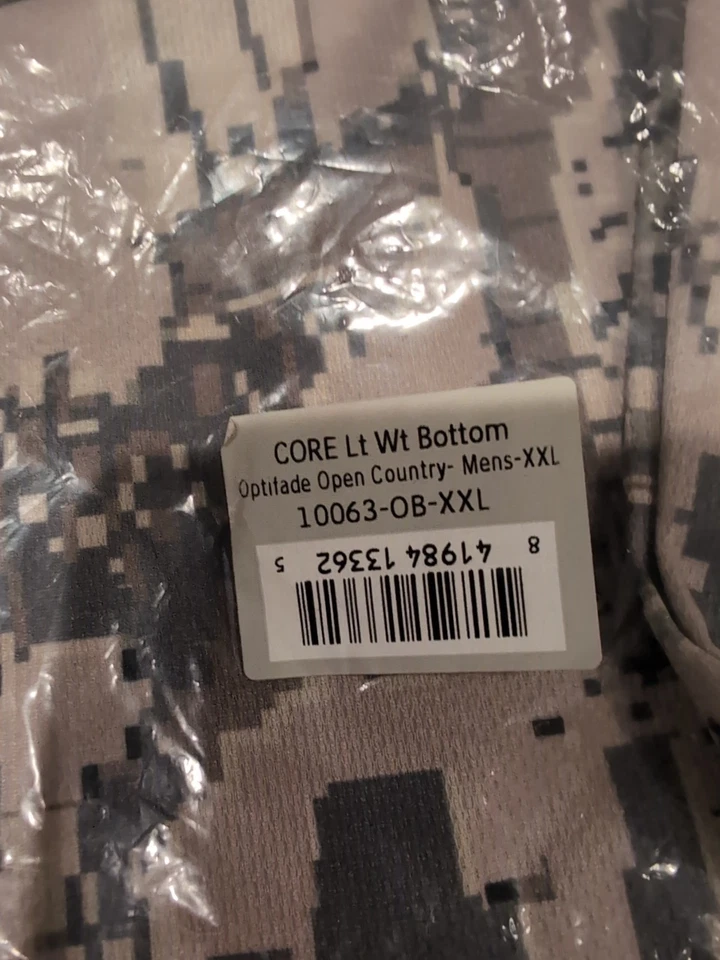 CORE Lt Wt Bottom
Optifade Open Country- Mens-XXL
10063-OB-XXL
8 41984 13362 5